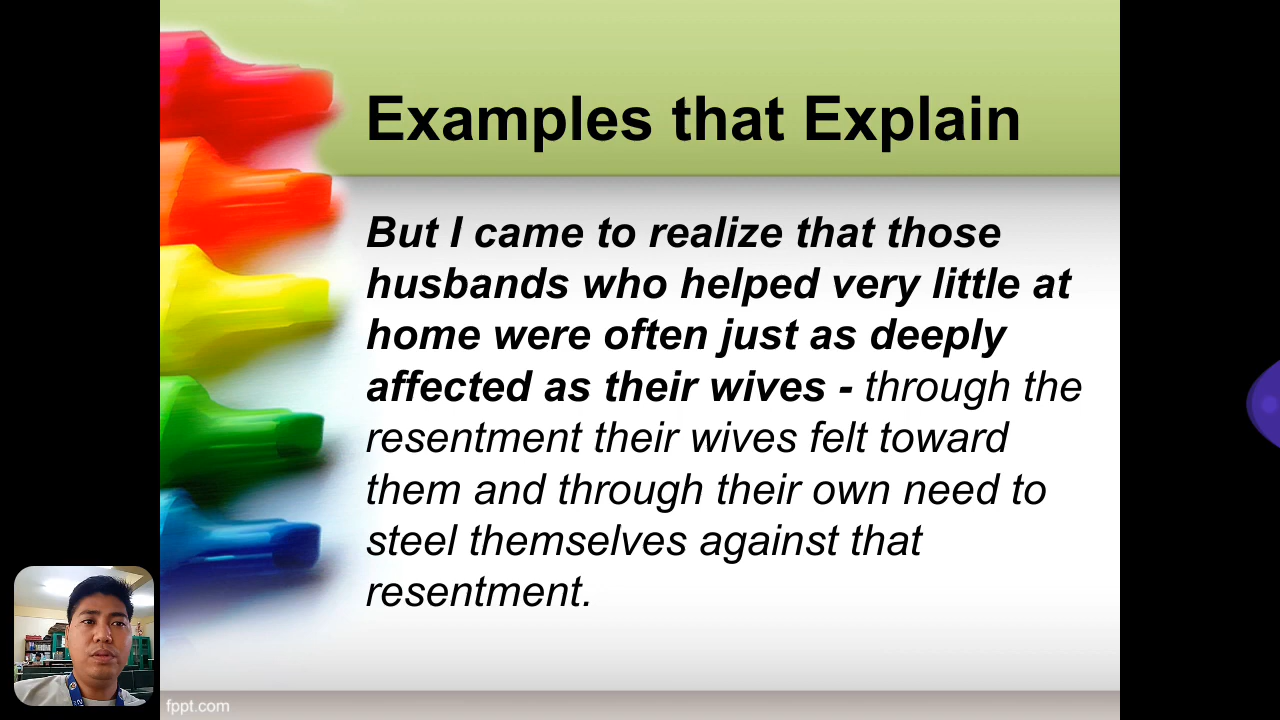 Examples that Explain
But I came to realize that those
husbands who helped very little at
home were often just as deeply
affected as their wives - through the
resentment their wives felt toward
them and through their own need to
steel themselves against that
resentment.
fppt.com